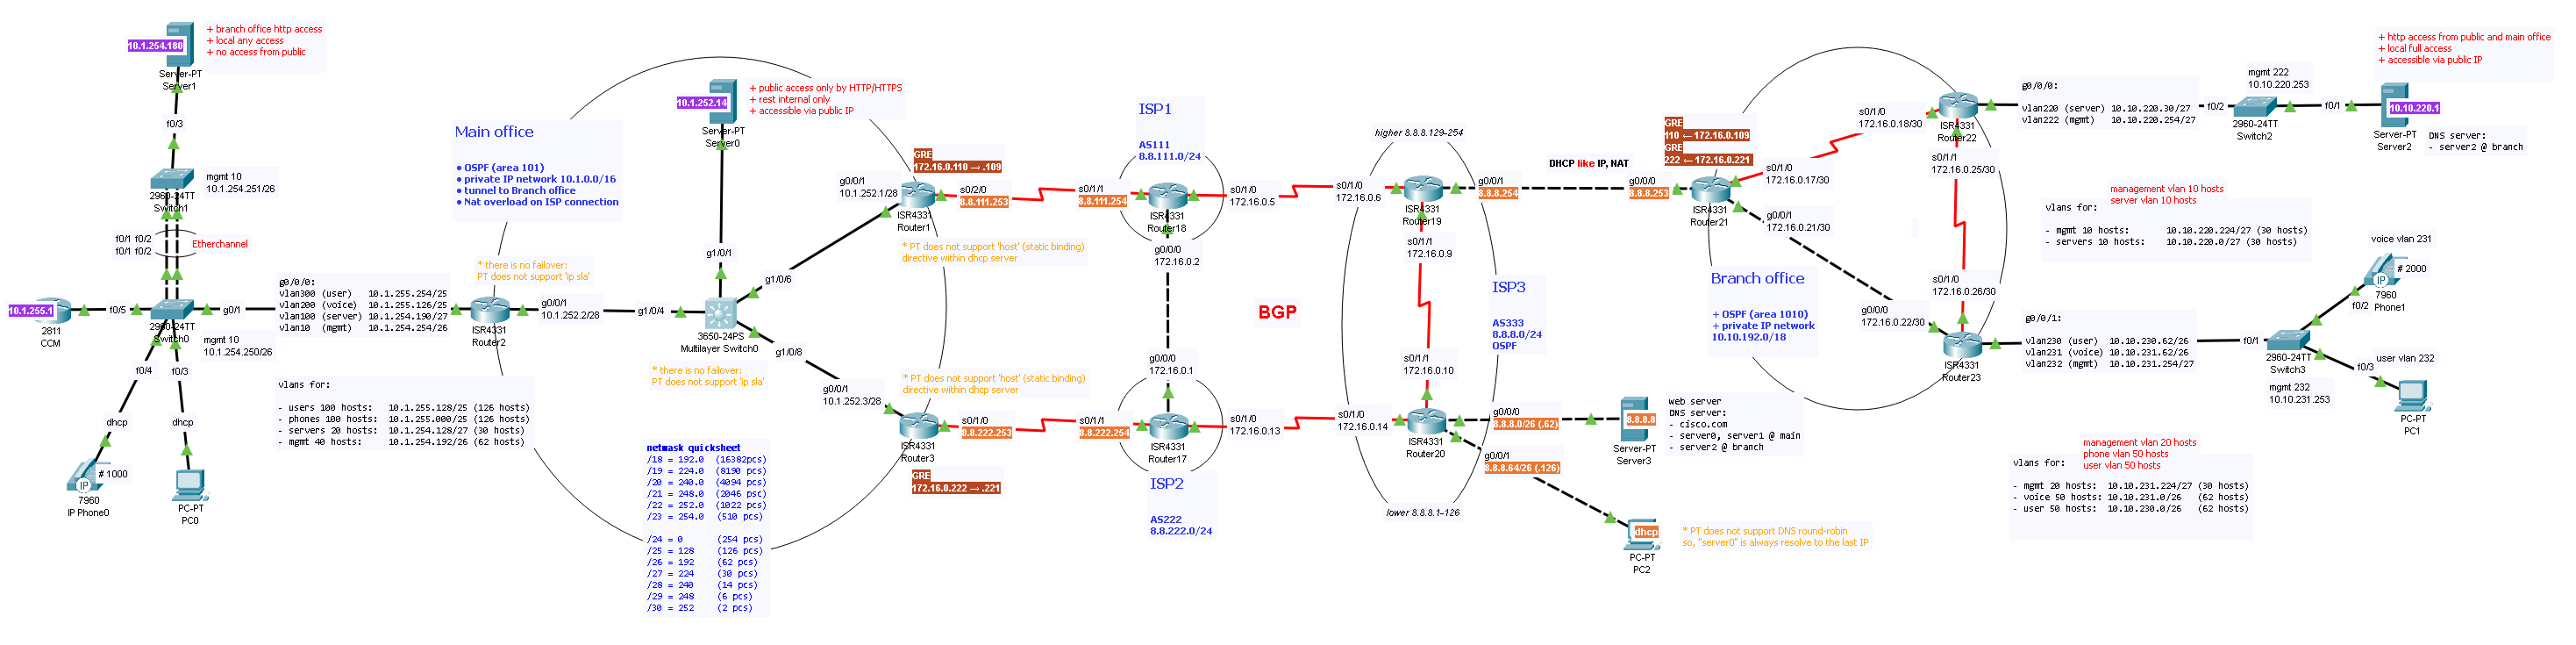 10.1.254.180
+ branch office http access
+ local any access
+ no access from public
Server-PT
Server1
f0/3
2960-24TT
Switch1
mgmt 10
10.1.254.251/26
f0/1 f0/2
f0/1 f0/2
Etherchannel
10.1.255.1
2811
CCM
f0/5
2960-24TT
Switch0
g0/1
mgmt 10
10.1.254.250/26
f0/4
f0/3
dhcp
dhcp
# 1000
IP
7960
IP Phone0
PC-PT
PC0
g0/0/0:
vlan300 (user) 10.1.255.254/25
vlan200 (voice) 10.1.255.126/25
vlan100 (server) 10.1.254.190/27
vlan10 (mgmt) 10.1.254.254/26
vlans for:
- users 100 hosts: 10.1.255.128/25 (126 hosts)
- phones 100 hosts: 10.1.255.000/25 (126 hosts)
- servers 20 hosts: 10.1.254.128/27 (30 hosts)
- mgmt 40 hosts: 10.1.254.192/26 (62 hosts)
Main office
• OSPF (area 101)
• private IP network 10.1.0.0/16
• tunnel to Branch office
• Nat overload on ISP connection
* there is no failover:
PT does not support 'ip sla'
ISR4331
Router2
g0/0/1
10.1.252.2/28
g1/0/4
10.1.252.14
+ public access only by HTTP/HTTPS
+ rest internal only
+ accessible via public IP
Server-PT
Server0
g1/0/1
g1/0/6
3650-24PS
Multilayer Switch0
g1/0/8
* there is no failover:
PT does not support 'ip sla'
netmask quicksheet
/18 = 192.0 (16382pcs)
/19 = 224.0 (8190 pcs)
/20 = 240.0 (4094 pcs)
/21 = 248.0 (2046 psc)
/22 = 252.0 (1022 pcs)
/23 = 254.0 (510 pcs)
/24 = 0 (254 pcs)
/25 = 128 (126 pcs)
/26 = 192 (62 pcs)
/27 = 224 (30 pcs)
/28 = 240 (14 pcs)
/29 = 248 (6 pcs)
/30 = 252 (2 pcs)
GRE
172.16.0.110 → .109
g0/0/1
10.1.252.1/28
s0/2/0
8.8.111.253
ISR4331
Router1
* PT does not support 'host' (static binding)
directive within dhcp server
* PT does not support 'host' (static binding)
directive within dhcp server
g0/0/1
10.1.252.3/28
s0/1/0
8.8.222.253
ISR4331
Router3
GRE
172.16.0.222 → .221
ISP1
AS111
8.8.111.0/24
s0/1/1
8.8.111.254
s0/1/0
172.16.0.5
ISR4331
Router18
g0/0/0
172.16.0.2
g0/0/0
172.16.0.1
s0/1/1
8.8.222.254
s0/1/0
172.16.0.13
ISR4331
Router17
ISP2
AS222
8.8.222.0/24
BGP
higher 8.8.8.129-254
s0/1/0
172.16.0.6
ISR4331
Router19
g0/0/1
8.8.8.254
s0/1/1
172.16.0.9
ISP3
AS333
8.8.8.0/24
OSPF
s0/1/1
172.16.0.10
s0/1/0
172.16.0.14
ISR4331
Router20
lower 8.8.8.1-126
g0/0/0
8.8.8.0/26 (.62)
g0/0/1
8.8.8.64/26 (.126)
8.8.8.8
Server-PT
Server3
web server
DNS server:
- cisco.com
- server0, server1 @ main
- server2 @ branch
dhcp
PC-PT
PC2
* PT does not support DNS round-robin
so, "server0" is always resolve to the last IP
DHCP like IP, NAT
g0/0/0
8.8.8.253
GRE
110 ← 172.16.0.109
GRE
222 ← 172.16.0.221
ISR4331
Router21
s0/1/0
172.16.0.17/30
g0/0/1
172.16.0.21/30
Branch office
+ OSPF (area 1010)
+ private IP network
10.10.192.0/18
s0/1/0
172.16.0.18/30
ISR4331
Router22
s0/1/1
172.16.0.25/30
s0/1/0
172.16.0.26/30
g0/0/0
172.16.0.22/30
ISR4331
Router23
g0/0/0:
vlan220 (server) 10.10.220.30/27
vlan222 (mgmt) 10.10.220.254/27
mgmt 222
10.10.220.253
f0/2
2960-24TT
Switch2
f0/1
+ http access from public and main office
+ local full access
+ accessible via public IP
10.10.220.1
Server-PT
Server2
DNS server:
- server2 @ branch
management vlan 10 hosts
server vlan 10 hosts
vlans for:
- mgmt 10 hosts: 10.10.220.224/27 (30 hosts)
- servers 10 hosts: 10.10.220.0/27 (30 hosts)
voice vlan 231
# 2000
IP
7960
Phone1
f0/2
g0/0/1:
vlan230 (user) 10.10.230.62/26
vlan231 (voice) 10.10.231.62/26
vlan232 (mgmt) 10.10.231.254/27
f0/1
2960-24TT
Switch3
user vlan 232
f0/3
mgmt 232
10.10.231.253
PC-PT
PC1
management vlan 20 hosts
phone vlan 50 hosts
user vlan 50 hosts
vlans for:
- mgmt 20 hosts: 10.10.231.224/27 (30 hosts)
- voice 50 hosts: 10.10.231.0/26 (62 hosts)
- user 50 hosts: 10.10.230.0/26 (62 hosts)